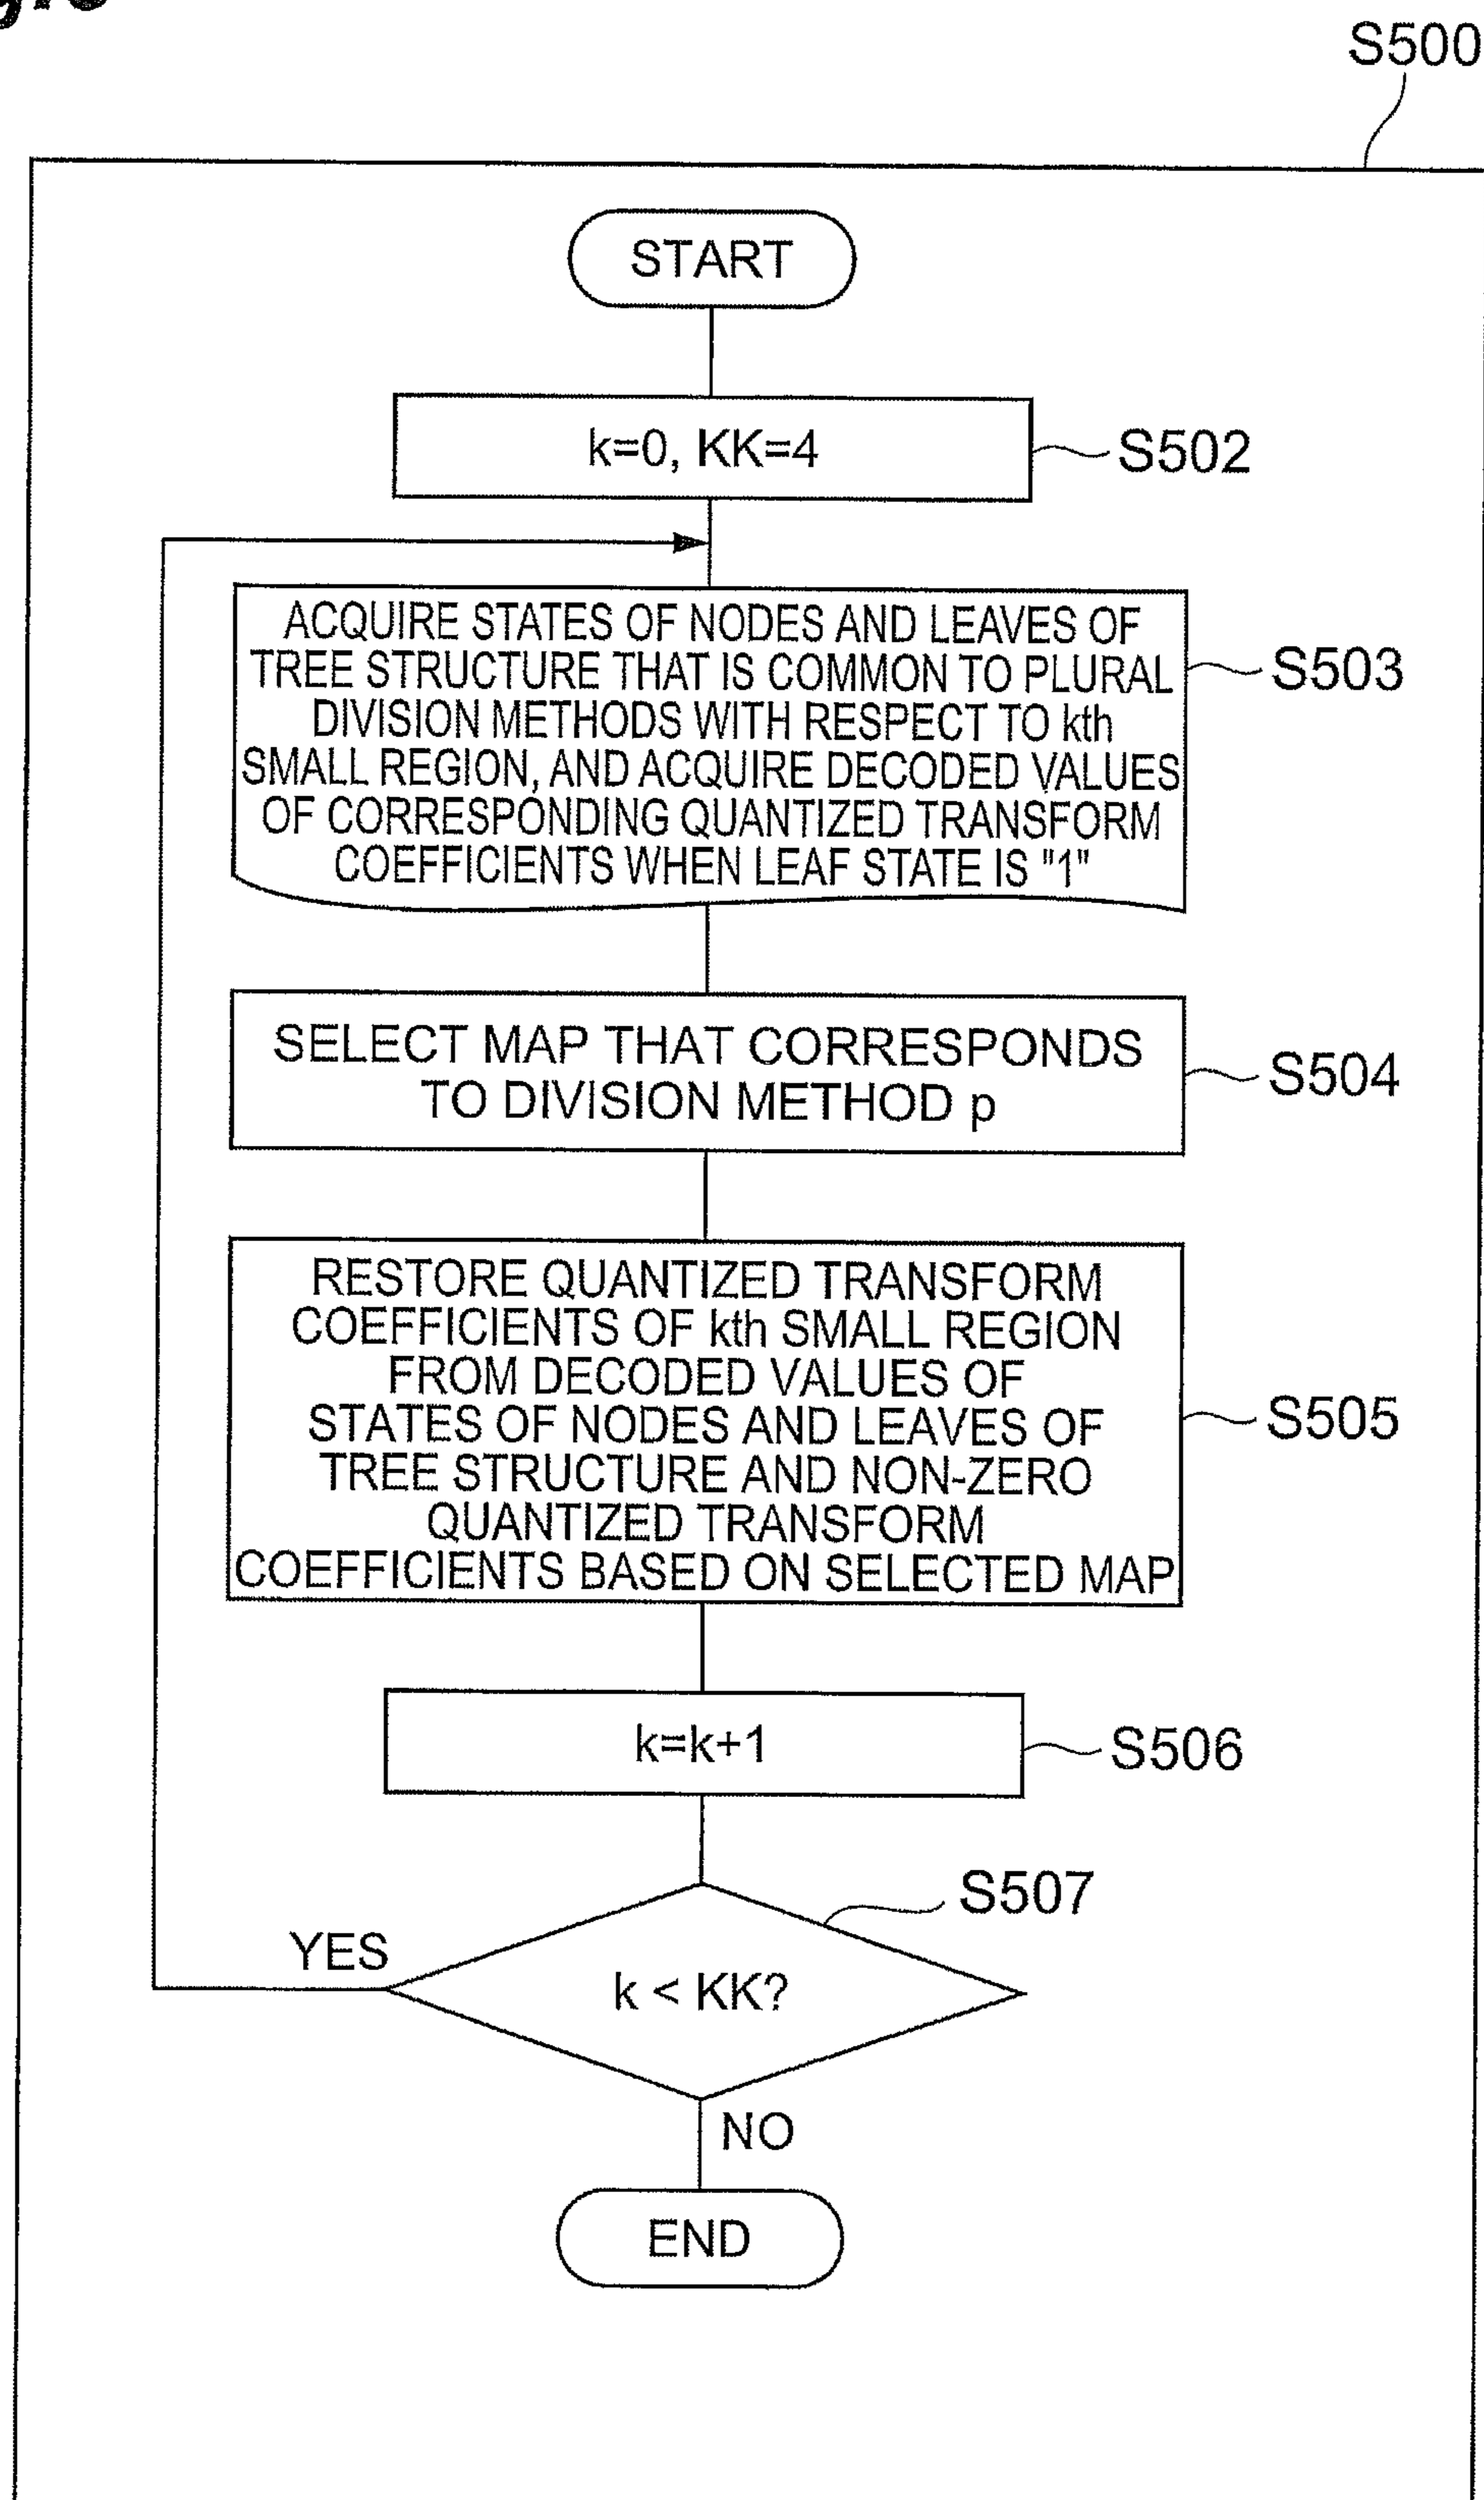 S500
START
k=0, KK=4
S502
ACQUIRE STATES OF NODES AND LEAVES OF
TREE STRUCTURE THAT IS COMMON TO PLURAL
DIVISION METHODS WITH RESPECT TO kth
SMALL REGION, AND ACQUIRE DECODED VALUES
OF CORRESPONDING QUANTIZED TRANSFORM
COEFFICIENTS WHEN LEAF STATE IS "1"
S503
SELECT MAP THAT CORRESPONDS
TO DIVISION METHOD p
S504
RESTORE QUANTIZED TRANSFORM
COEFFICIENTS OF kth SMALL REGION
FROM DECODED VALUES OF
STATES OF NODES AND LEAVES OF
TREE STRUCTURE AND NON-ZERO
QUANTIZED TRANSFORM
COEFFICIENTS BASED ON SELECTED MAP
S505
k=k+1
S506
S507
YES
k < KK?
NO
END